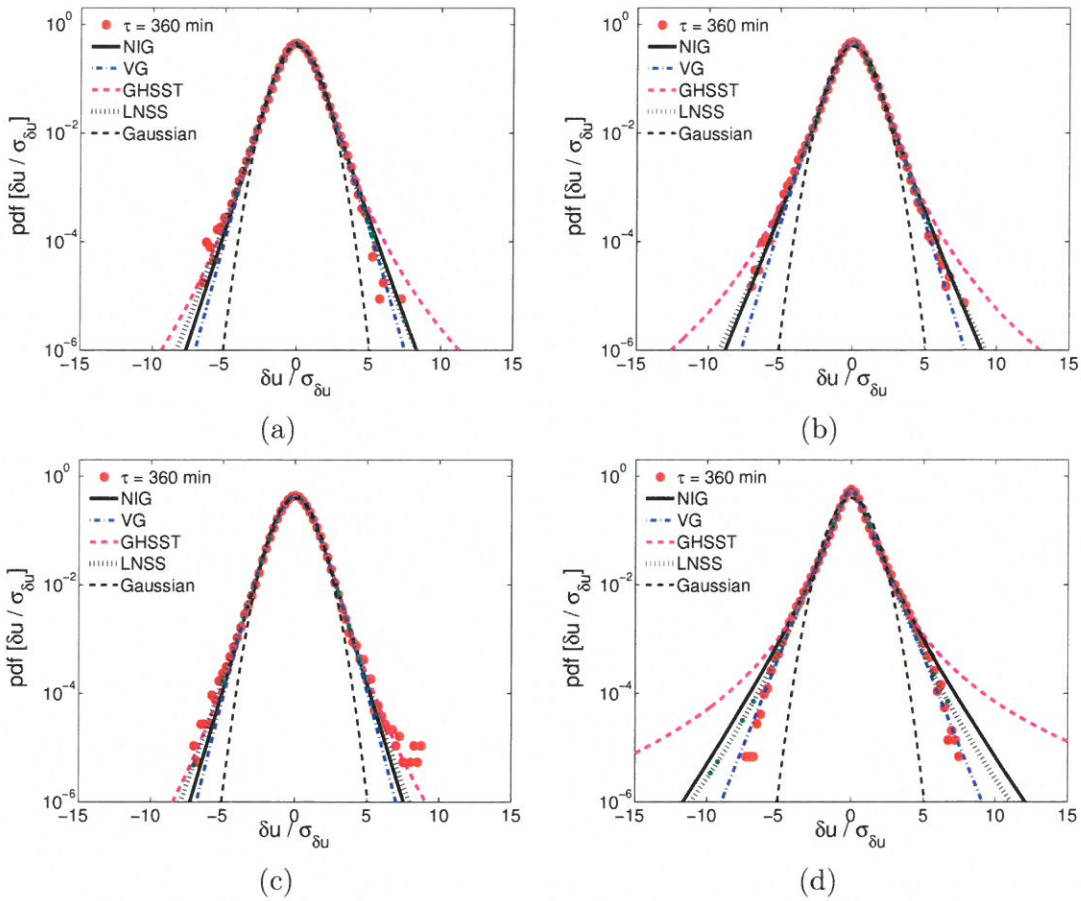 10^0
10^-2
10^-4
10^-6
pdf [δu / σ_δu]
τ = 360 min
NIG
VG
GHSST
LNSS
Gaussian
−15 −10 −5 0 5 10 15
δu / σ_δu
(a)
10^0
10^-2
10^-4
10^-6
pdf [δu / σ_δu]
τ = 360 min
NIG
VG
GHSST
LNSS
Gaussian
−15 −10 −5 0 5 10 15
δu / σ_δu
(b)
10^0
10^-2
10^-4
10^-6
pdf [δu / σ_δu]
τ = 360 min
NIG
VG
GHSST
LNSS
Gaussian
−15 −10 −5 0 5 10 15
δu / σ_δu
(c)
10^0
10^-2
10^-4
10^-6
pdf [δu / σ_δu]
τ = 360 min
NIG
VG
GHSST
LNSS
Gaussian
−15 −10 −5 0 5 10 15
δu / σ_δu
(d)